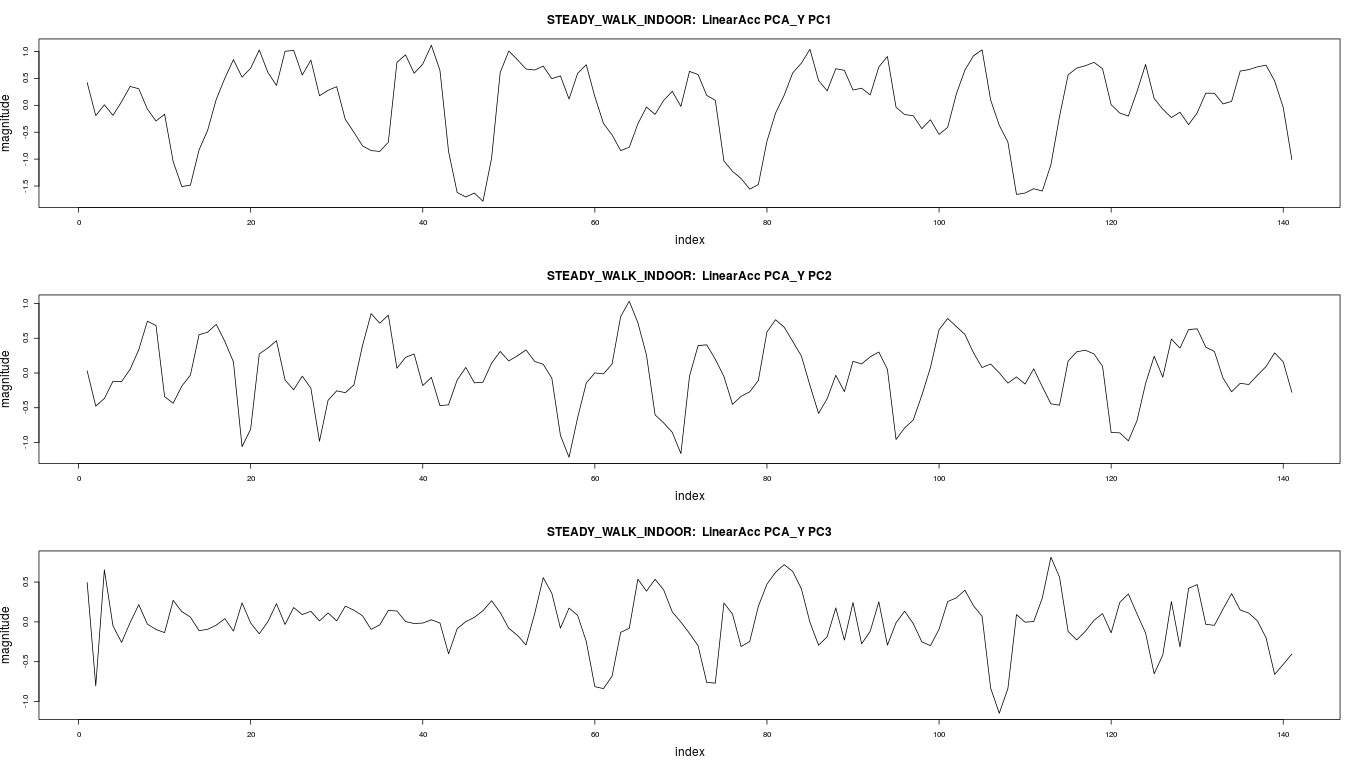 STEADY_WALK_INDOOR: LinearAcc PCA_Y PC1
magnitude
1.0
0.5
0.0
-0.5
-1.0
-1.5
0 20 40 60 80 100 120 140
index
STEADY_WALK_INDOOR: LinearAcc PCA_Y PC2
magnitude
1.0
0.5
0.0
-0.5
-1.0
0 20 40 60 80 100 120 140
index
STEADY_WALK_INDOOR: LinearAcc PCA_Y PC3
magnitude
0.5
0.0
-0.5
-1.0
0 20 40 60 80 100 120 140
index